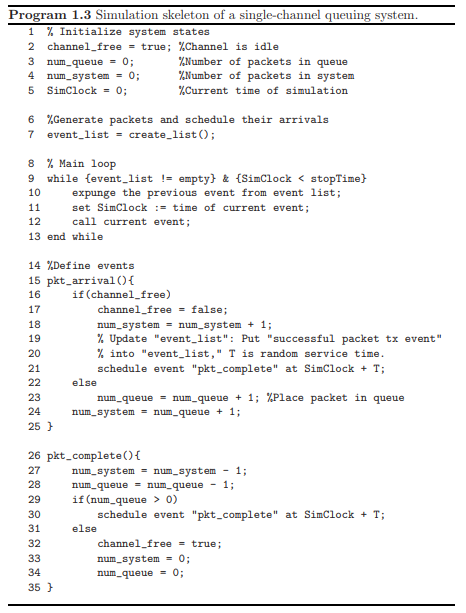 Program 1.3 Simulation skeleton of a single-channel queuing system.
1 % Initialize system states
2 channel_free = true; %Channel is idle
3 num_queue = 0; %Number of packets in queue
4 num_system = 0; %Number of packets in system
5 SimClock = 0; %Current time of simulation
6 %Generate packets and schedule their arrivals
7 event_list = create_list();
8 % Main loop
9 while {event_list != empty} & {SimClock < stopTime}
10 expunge the previous event from event list;
11 set SimClock := time of current event;
12 call current event;
13 end while
14 %Define events
15 pkt_arrival(){
16 if(channel_free)
17 channel_free = false;
18 num_system = num_system + 1;
19 % Update "event_list": Put "successful packet tx event"
20 % into "event_list," T is random service time.
21 schedule event "pkt_complete" at SimClock + T;
22 else
23 num_queue = num_queue + 1; %Place packet in queue
24 num_system = num_queue + 1;
25 }
26 pkt_complete(){
27 num_system = num_system - 1;
28 num_queue = num_queue - 1;
29 if(num_queue > 0)
30 schedule event "pkt_complete" at SimClock + T;
31 else
32 channel_free = true;
33 num_system = 0;
34 num_queue = 0;
35 }